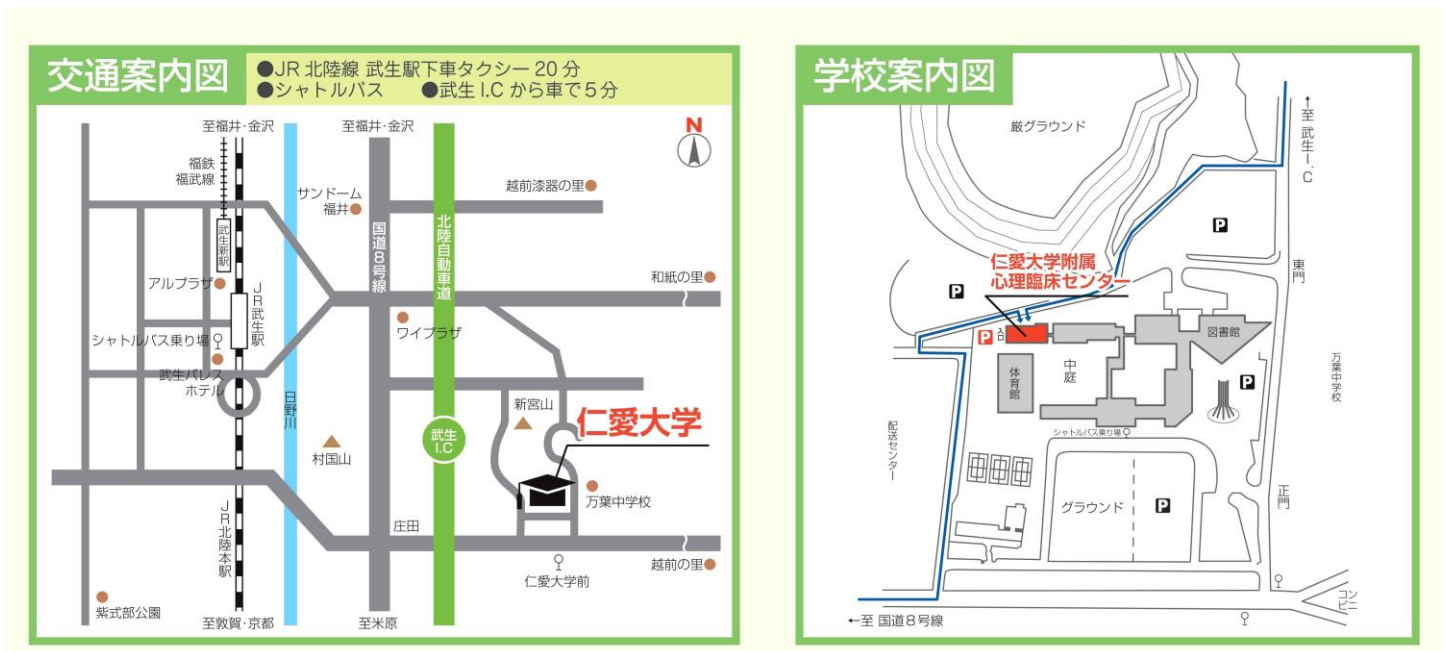 交通案内図
●JR 北陸線 武生駅下車タクシー 20 分
●シャトルバス ●武生 I.C から車で 5 分
至福井・金沢
至福井・金沢
N
福鉄
福武線
サンドーム
福井
越前漆器の里
武生新駅
国道8号線
北陸自動車道
アルプラザ
JR武生駅
和紙の里
シャトルバス乗り場
ワイプラザ
武生パレス
ホテル
日野川
新宮山
仁愛大学
武生
I.C
村国山
万葉中学校
JR北陸本駅
庄田
仁愛大学前
越前の里
紫式部公園
至敦賀・京都
至米原
学校案内図
←至 武生I.C
厳グラウンド
P
東門
仁愛大学附属
心理臨床センター
P
P
入口
図書館
中庭
体育館
P
万葉中学校
シャトルバス乗り場
配送センター
正門
グラウンド
P
コンビニ
←至 国道8号線